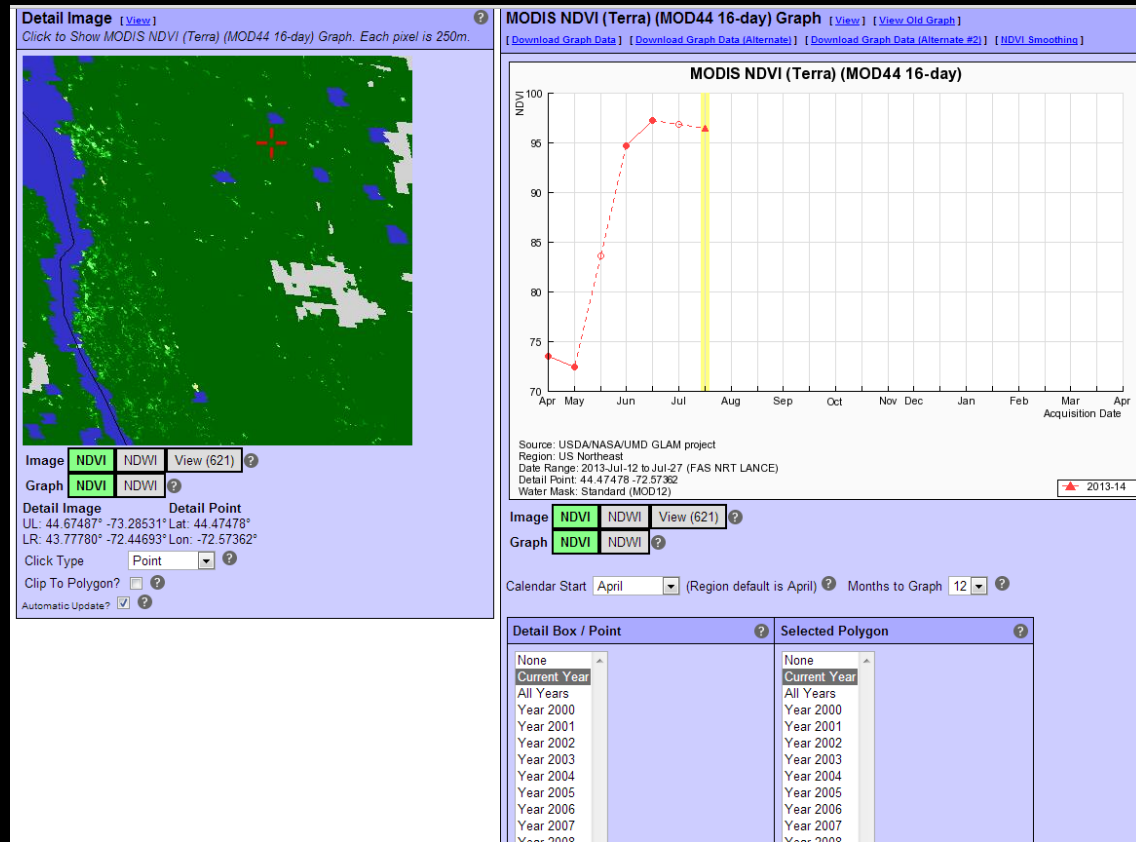 Detail Image [ View ]
Click to Show MODIS NDVI (Terra) (MOD44 16-day) Graph. Each pixel is 250m.
Image NDVI NDWI View (621)
Graph NDVI NDWI
Detail Image Detail Point
UL: 44.67487° -73.28531° Lat: 44.47478°
LR: 43.77780° -72.44693° Lon: -72.57362°
Click Type Point
Clip To Polygon?
Automatic Update?
MODIS NDVI (Terra) (MOD44 16-day) Graph [ View ] [ View Old Graph ]
[ Download Graph Data ] [ Download Graph Data (Alternate) ] [ Download Graph Data (Alternate #2) ] [ NDVI Smoothing ]
MODIS NDVI (Terra) (MOD44 16-day)
NDVI
100
95
90
85
80
75
70
Apr May Jun Jul Aug Sep Oct Nov Dec Jan Feb Mar Apr
Acquisition Date
Source: USDA/NASA/UMD GLAM project
Region: US Northeast
Date Range: 2013-Jul-12 to Jul-27 (FAS NRT LANCE)
Detail Point: 44.47478 -72.57362
Water Mask: Standard (MOD12)
2013-14
Image NDVI NDWI View (621)
Graph NDVI NDWI
Calendar Start April (Region default is April) Months to Graph 12
Detail Box / Point
None
Current Year
All Years
Year 2000
Year 2001
Year 2002
Year 2003
Year 2004
Year 2005
Year 2006
Year 2007
Year 2008
Selected Polygon
None
Current Year
All Years
Year 2000
Year 2001
Year 2002
Year 2003
Year 2004
Year 2005
Year 2006
Year 2007
Year 2008